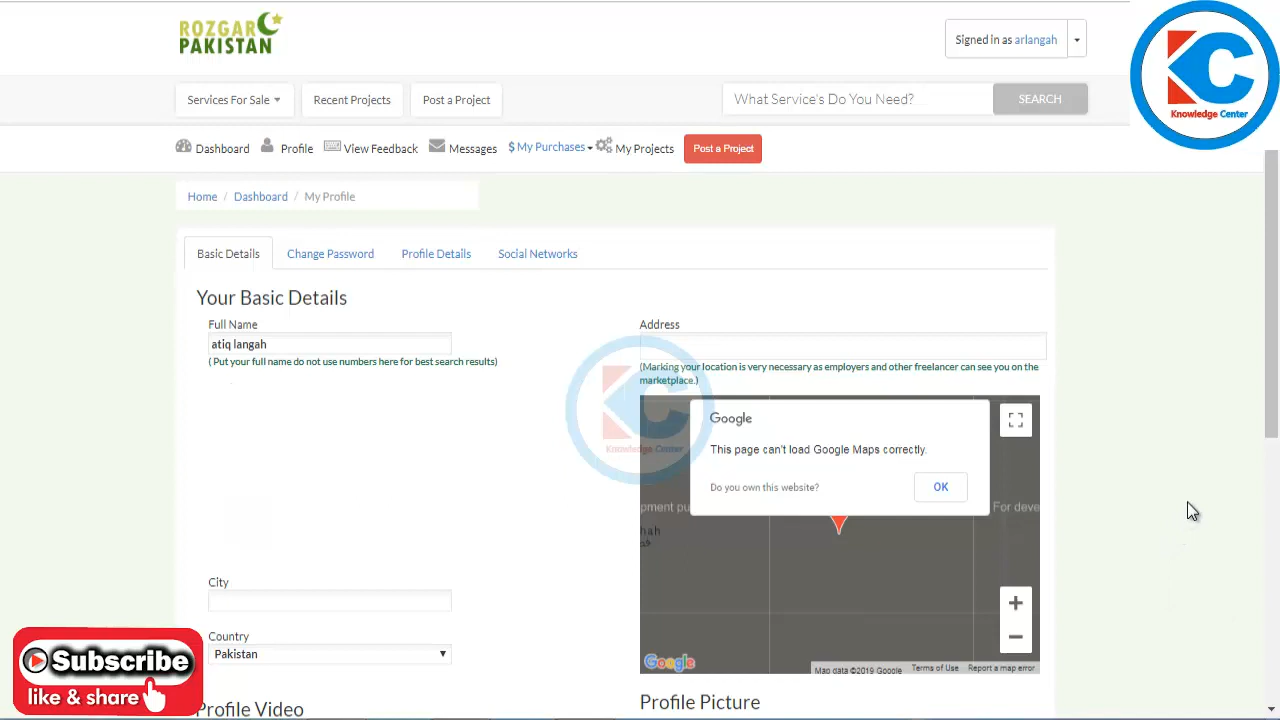 ROZGAR
PAKISTAN
Signed in as arlangah
KC
Knowledge Center
Services For Sale
Recent Projects
Post a Project
What Service's Do You Need?
SEARCH
Dashboard
Profile
View Feedback
Messages
$ My Purchases
My Projects
Post a Project
Home / Dashboard / My Profile
Basic Details
Change Password
Profile Details
Social Networks
Your Basic Details
Full Name
atiq langah
( Put your full name do not use numbers here for best search results)
Address
(Marking your location is very necessary as employers and other freelancer can see you on the
marketplace.)
KC
Knowledge Center
Google
This page can't load Google Maps correctly.
Do you own this website?
OK
For deve
City
Country
Pakistan
Google
Map data ©2019 Google
Terms of Use
Report a map error
Subscribe
like & share
Profile Video
Profile Picture